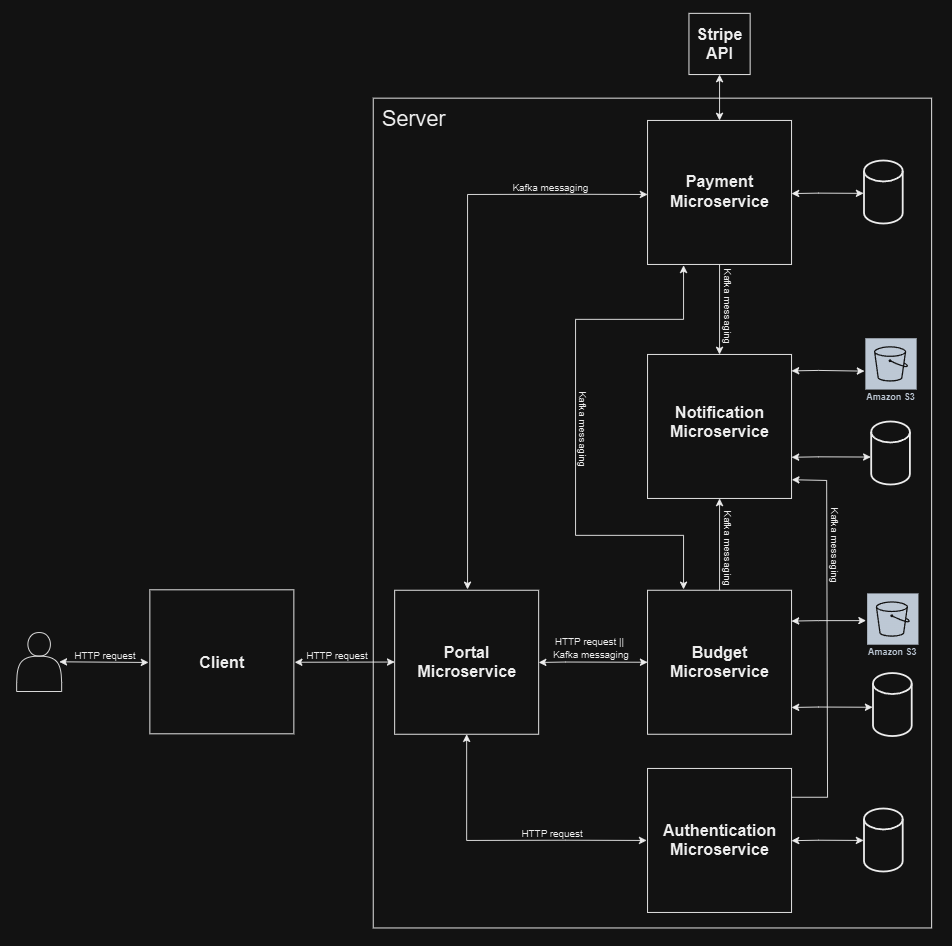 Stripe
API
Server
Payment
Microservice
Kafka messaging
Kafka messaging
Amazon S3
Notification
Microservice
Kafka messaging
Kafka messaging
Kafka messaging
HTTP request
Client
HTTP request
Portal
Microservice
HTTP request ||
Kafka messaging
Budget
Microservice
Amazon S3
HTTP request
Authentication
Microservice